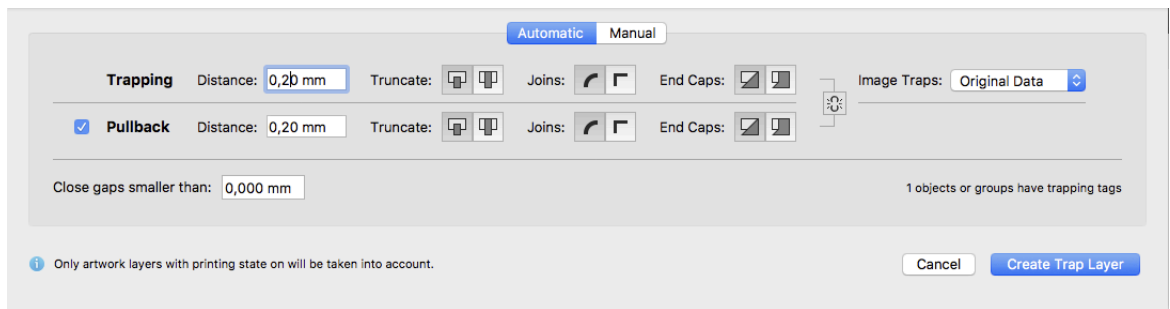 Automatic Manual
Trapping Distance: 0,20 mm Truncate: Joins: End Caps: Image Traps: Original Data
Pullback Distance: 0,20 mm Truncate: Joins: End Caps:
Close gaps smaller than: 0,000 mm 1 objects or groups have trapping tags
Only artwork layers with printing state on will be taken into account. Cancel Create Trap Layer